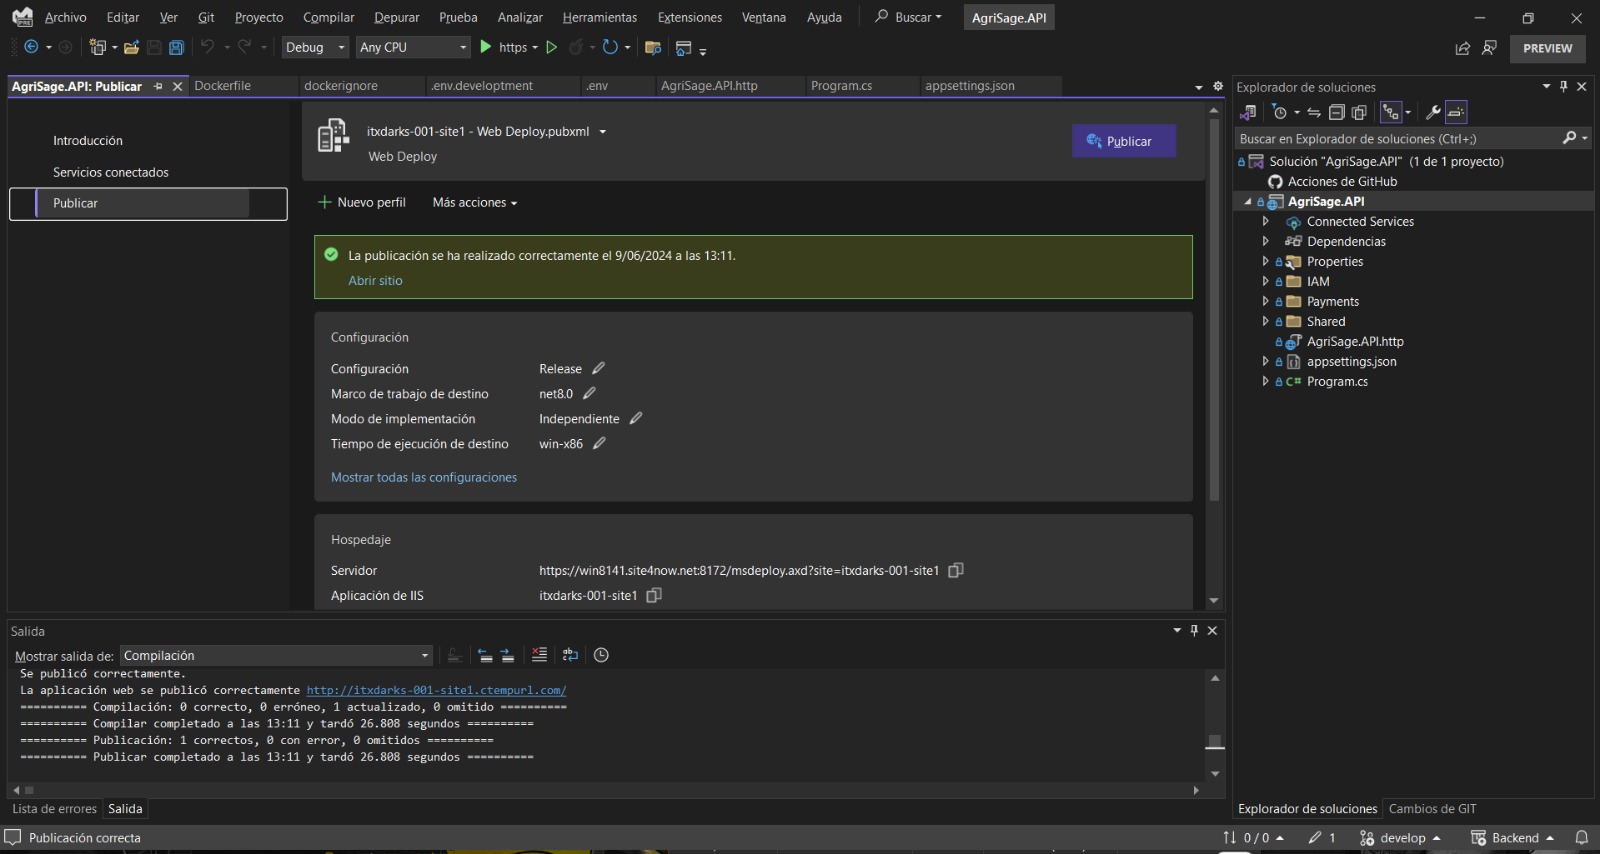 Archivo Editar Ver Git Proyecto Compilar Depurar Prueba Analizar Herramientas Extensiones Ventana Ayuda Buscar AgriSage.API
Debug Any CPU https PREVIEW
AgriSage.API: Publicar Dockerfile dockerignore .env.developtment .env AgriSage.API.http Program.cs appsettings.json
Introducción
Servicios conectados
Publicar
itxdarks-001-site1 - Web Deploy.pubxml
Web Deploy
Publicar
Nuevo perfil Más acciones
La publicación se ha realizado correctamente el 9/06/2024 a las 13:11.
Abrir sitio
Configuración
Configuración Release
Marco de trabajo de destino net8.0
Modo de implementación Independiente
Tiempo de ejecución de destino win-x86
Mostrar todas las configuraciones
Hospedaje
Servidor https://win8141.site4now.net:8172/msdeploy.axd?site=itxdarks-001-site1
Aplicación de IIS itxdarks-001-site1
Explorador de soluciones
Buscar en Explorador de soluciones (Ctrl+;)
Solución "AgriSage.API" (1 de 1 proyecto)
Acciones de GitHub
AgriSage.API
Connected Services
Dependencias
Properties
IAM
Payments
Shared
AgriSage.API.http
appsettings.json
C# Program.cs
Salida
Mostrar salida de: Compilación
Se publicó correctamente.
La aplicación web se publicó correctamente http://itxdarks-001-site1.ctempurl.com/
========== Compilación: 0 correcto, 0 erróneo, 1 actualizado, 0 omitido ==========
========== Compilar completado a las 13:11 y tardó 26.808 segundos ==========
========== Publicación: 1 correctos, 0 con error, 0 omitidos ==========
========== Publicar completado a las 13:11 y tardó 26.808 segundos ==========
Lista de errores Salida
Explorador de soluciones Cambios de GIT
Publicación correcta 0 / 0 1 develop Backend